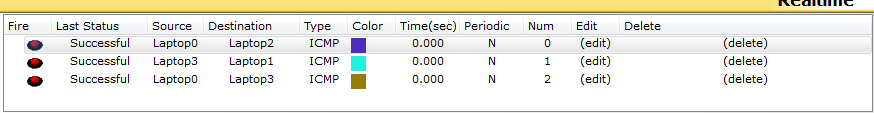 Realtime
Fire Last Status Source Destination Type Color Time(sec) Periodic Num Edit Delete
Successful Laptop0 Laptop2 ICMP 0.000 N 0 (edit) (delete)
Successful Laptop3 Laptop1 ICMP 0.000 N 1 (edit) (delete)
Successful Laptop0 Laptop3 ICMP 0.000 N 2 (edit) (delete)